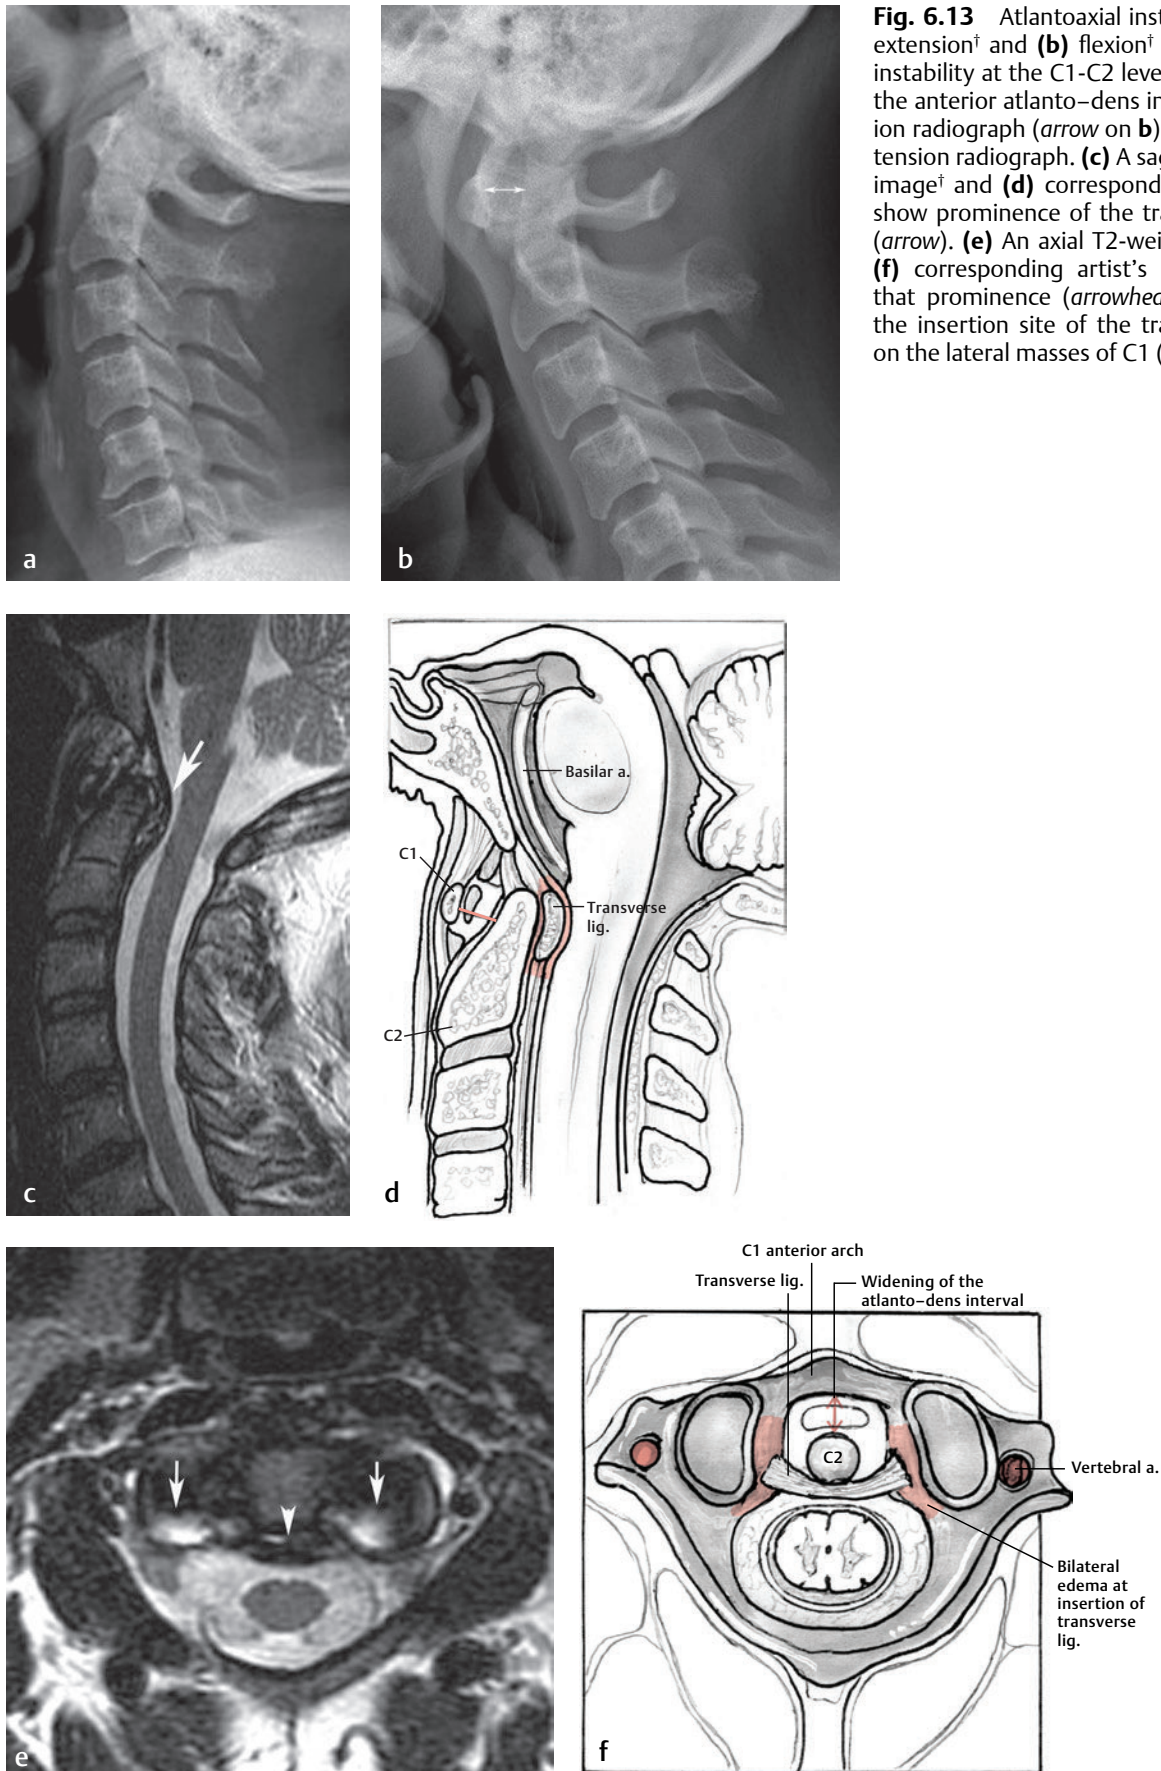 Fig. 6.13 Atlantoaxial inst
extension† and (b) flexion†
instability at the C1-C2 leve
the anterior atlanto–dens in
ion radiograph (arrow on b)
tension radiograph. (c) A sag
image† and (d) correspond
show prominence of the tra
(arrow). (e) An axial T2-wei
(f) corresponding artist's
that prominence (arrowhea
the insertion site of the tra
on the lateral masses of C1 (
a
b
Basilar a.
C1
Transverse
lig.
C2
c
d
C1 anterior arch
Transverse lig.
Widening of the
atlanto–dens interval
C2
Vertebral a.
Bilateral
edema at
insertion of
transverse
lig.
e
f